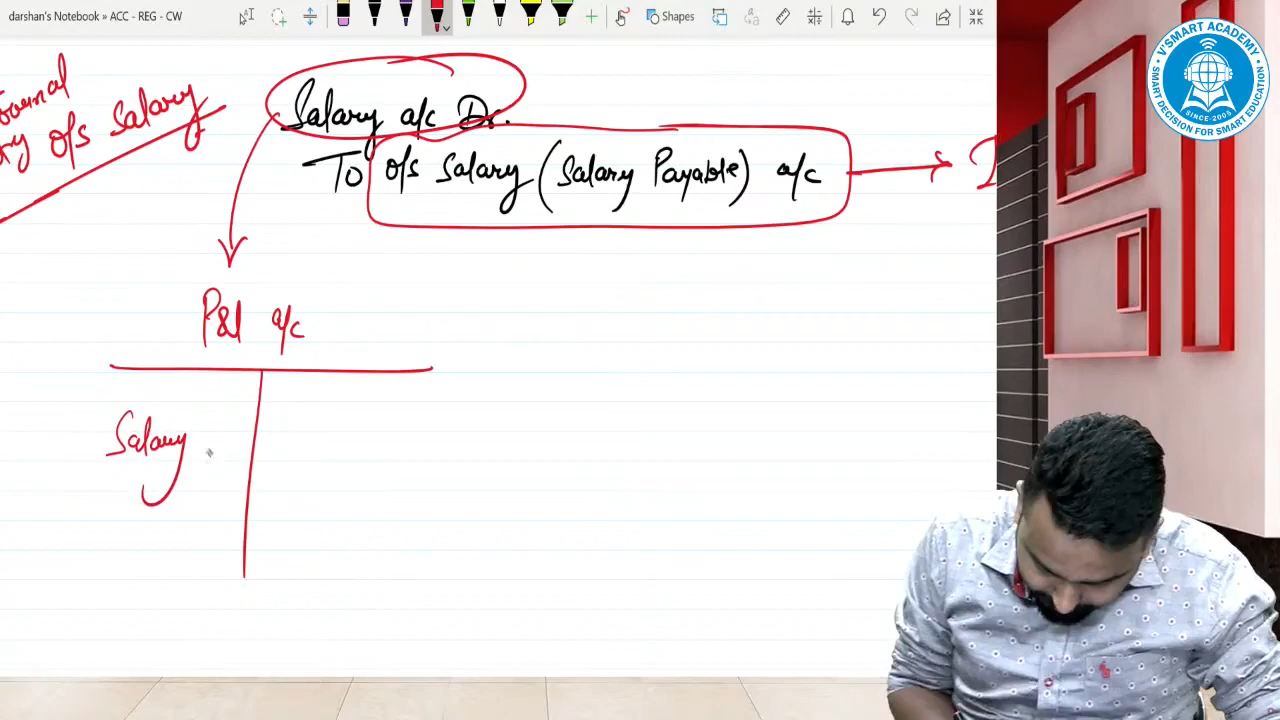 darshan's Notebook » ACC - REG - CW
Shapes
V'SMART ACADEMY
SMART DECISION FOR SMART EDUCATION
SINCE-2005
o/s Salary
Salary a/c Dr.
To o/s Salary (Salary Payable) a/c
P&l a/c
Salary